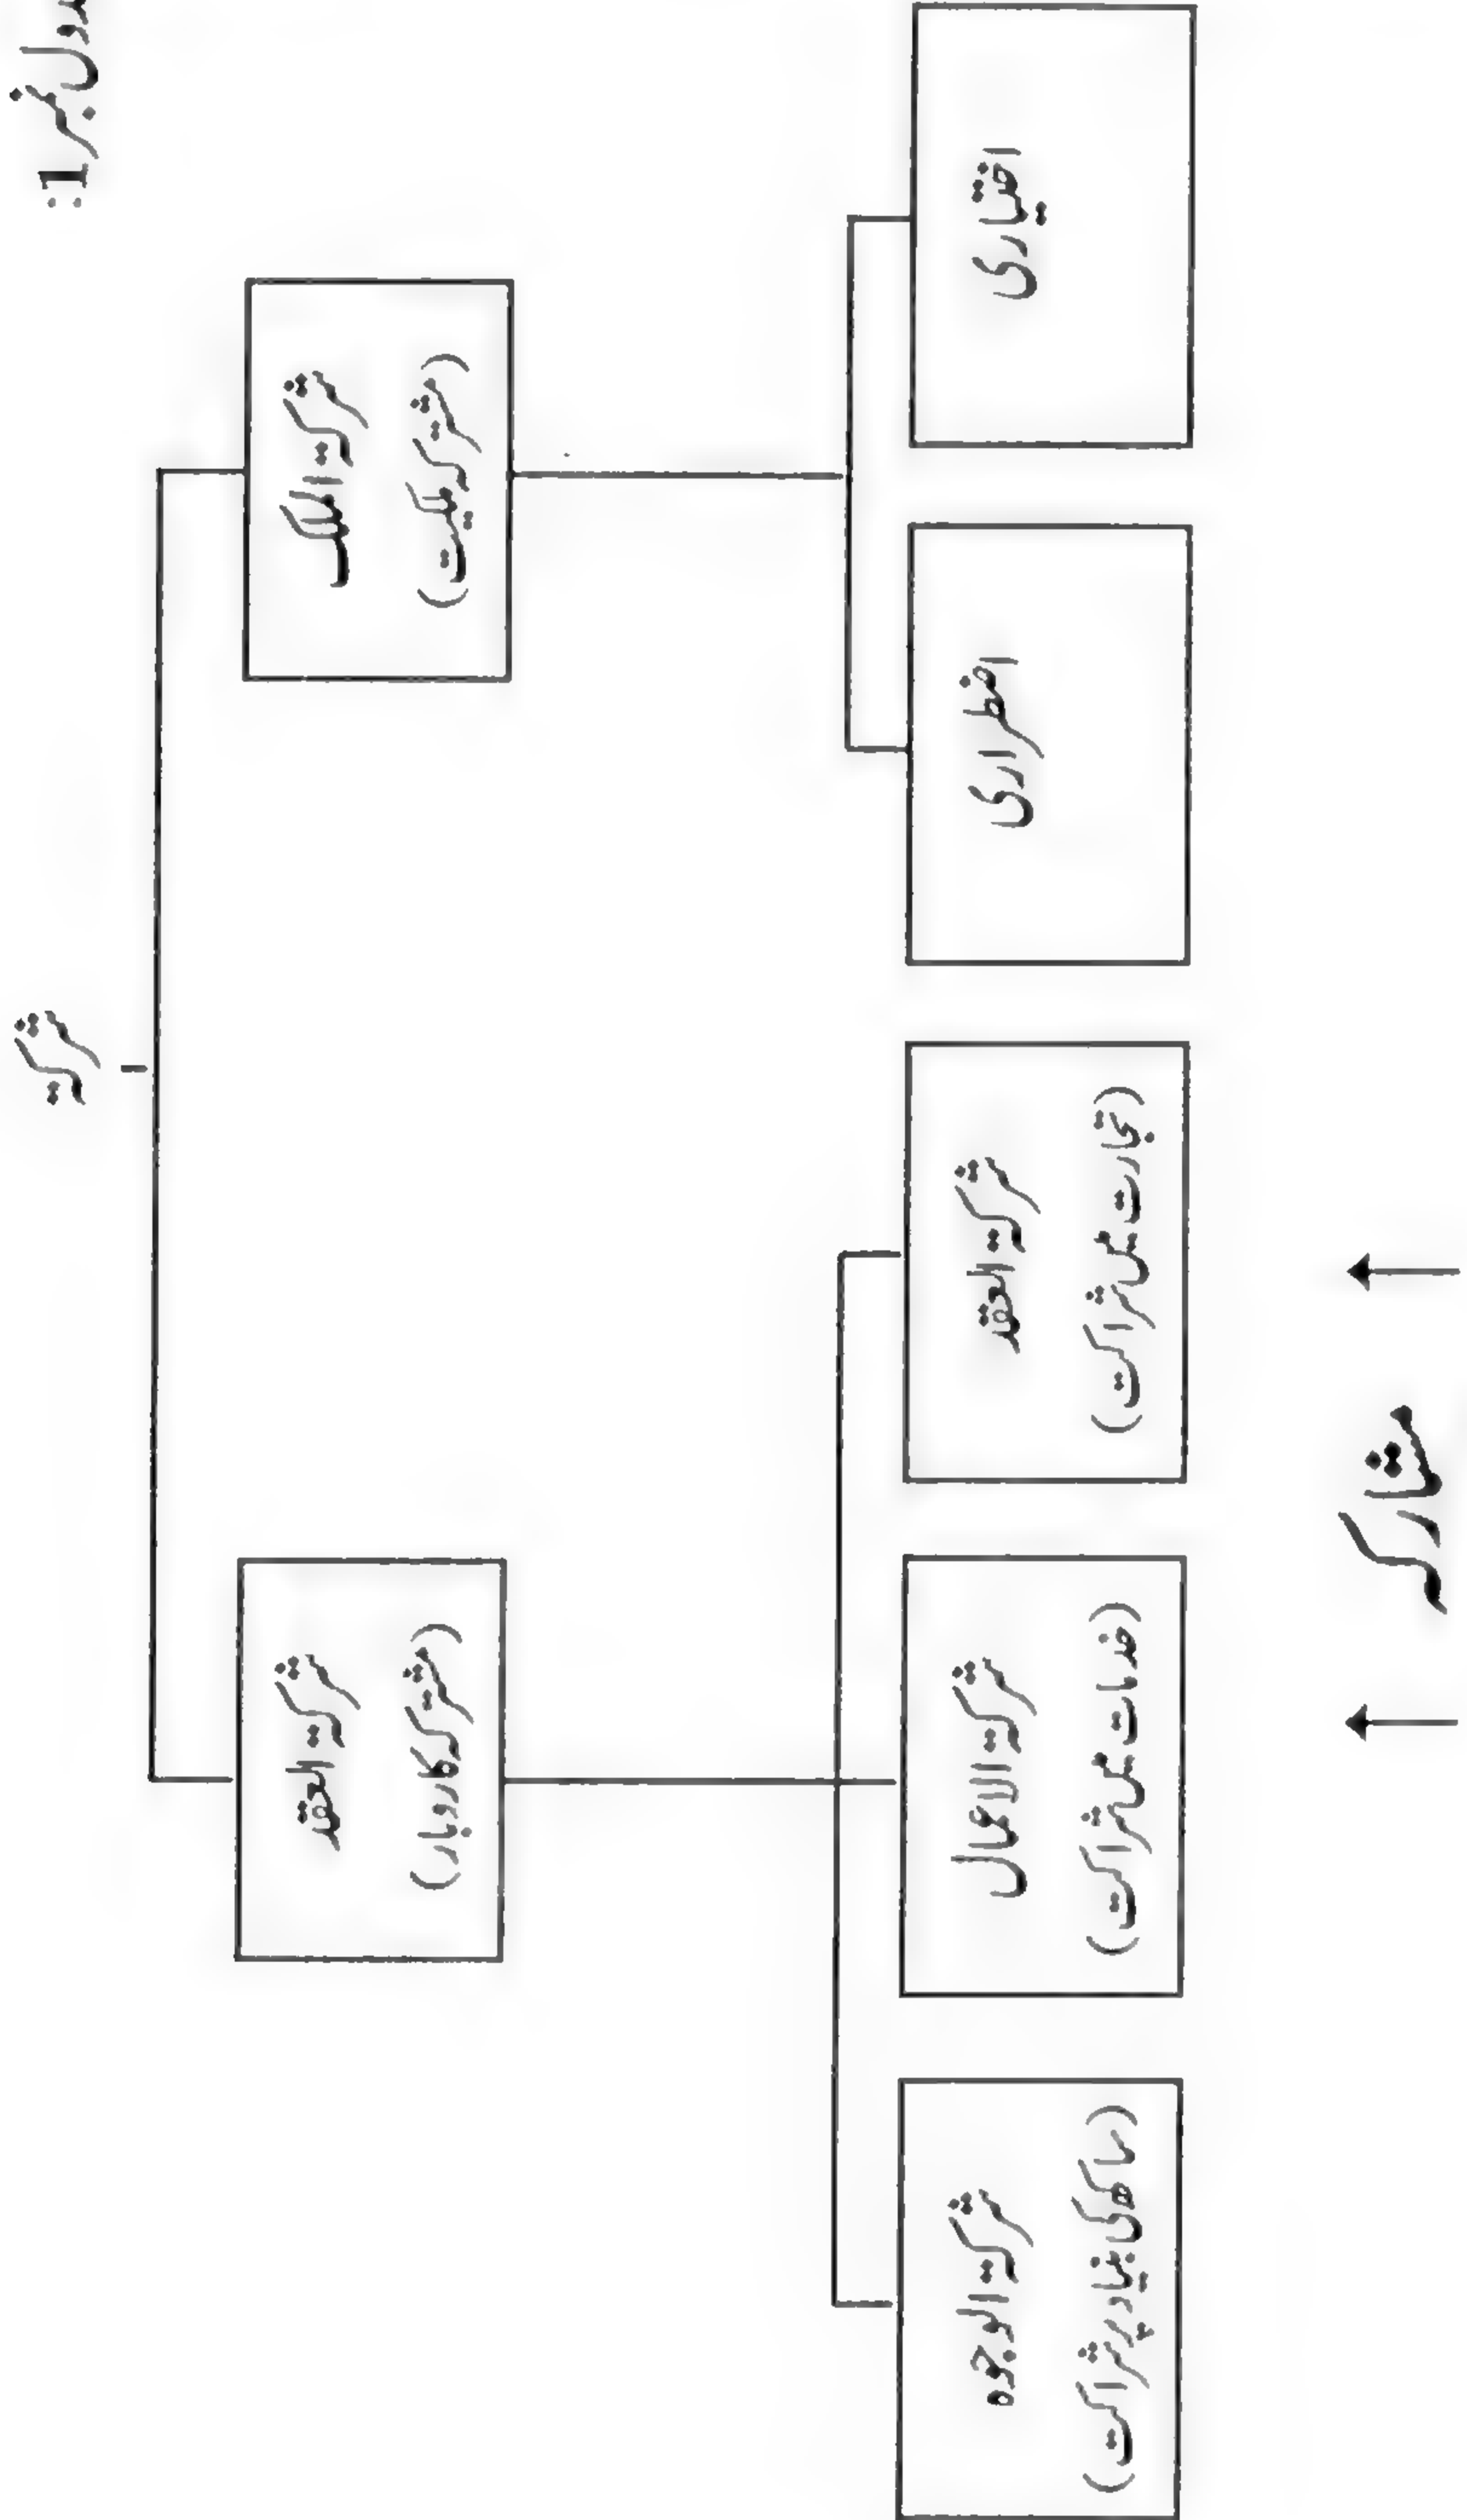 نمبر 1:
شرکۃ
شرکۃ الملک
(مشترکہ ملکیت)
شرکۃ العقد
(مشترکہ کاروبار)
اختیاری
اضطراری
شرکۃ العقد
(تجارت میں شراکت)
شرکۃ الاعمال
(خدمات میں شراکت)
شرکۃ الوجوہ
(ساکھ کی بنیاد پر شراکت)
مشارکہ